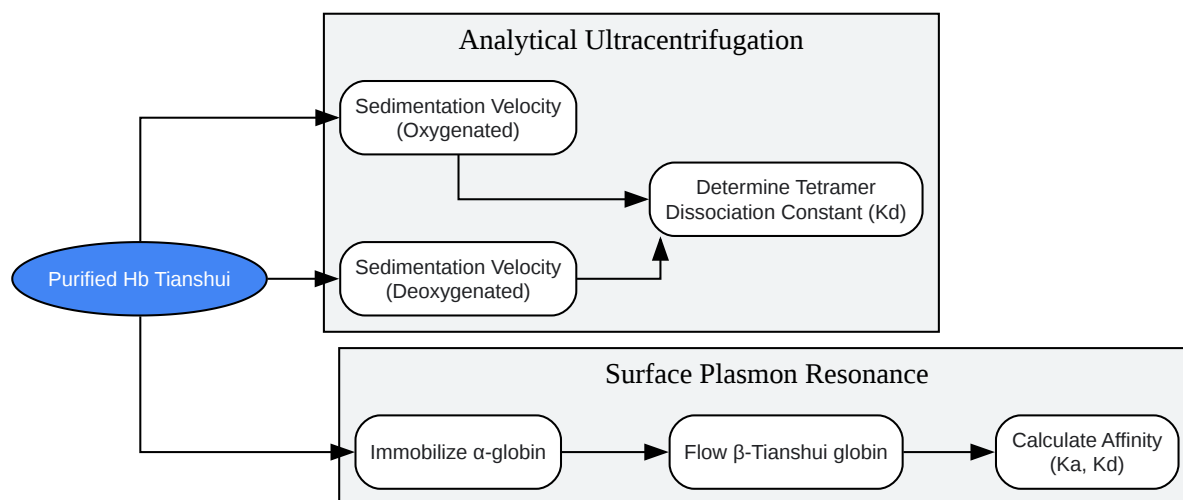 Analytical Ultracentrifugation
Sedimentation Velocity
(Oxygenated)
Determine Tetramer
Dissociation Constant (Kd)
Purified Hb Tianshui
Sedimentation Velocity
(Deoxygenated)
Surface Plasmon Resonance
Immobilize α-globin
Flow β-Tianshui globin
Calculate Affinity
(Ka, Kd)